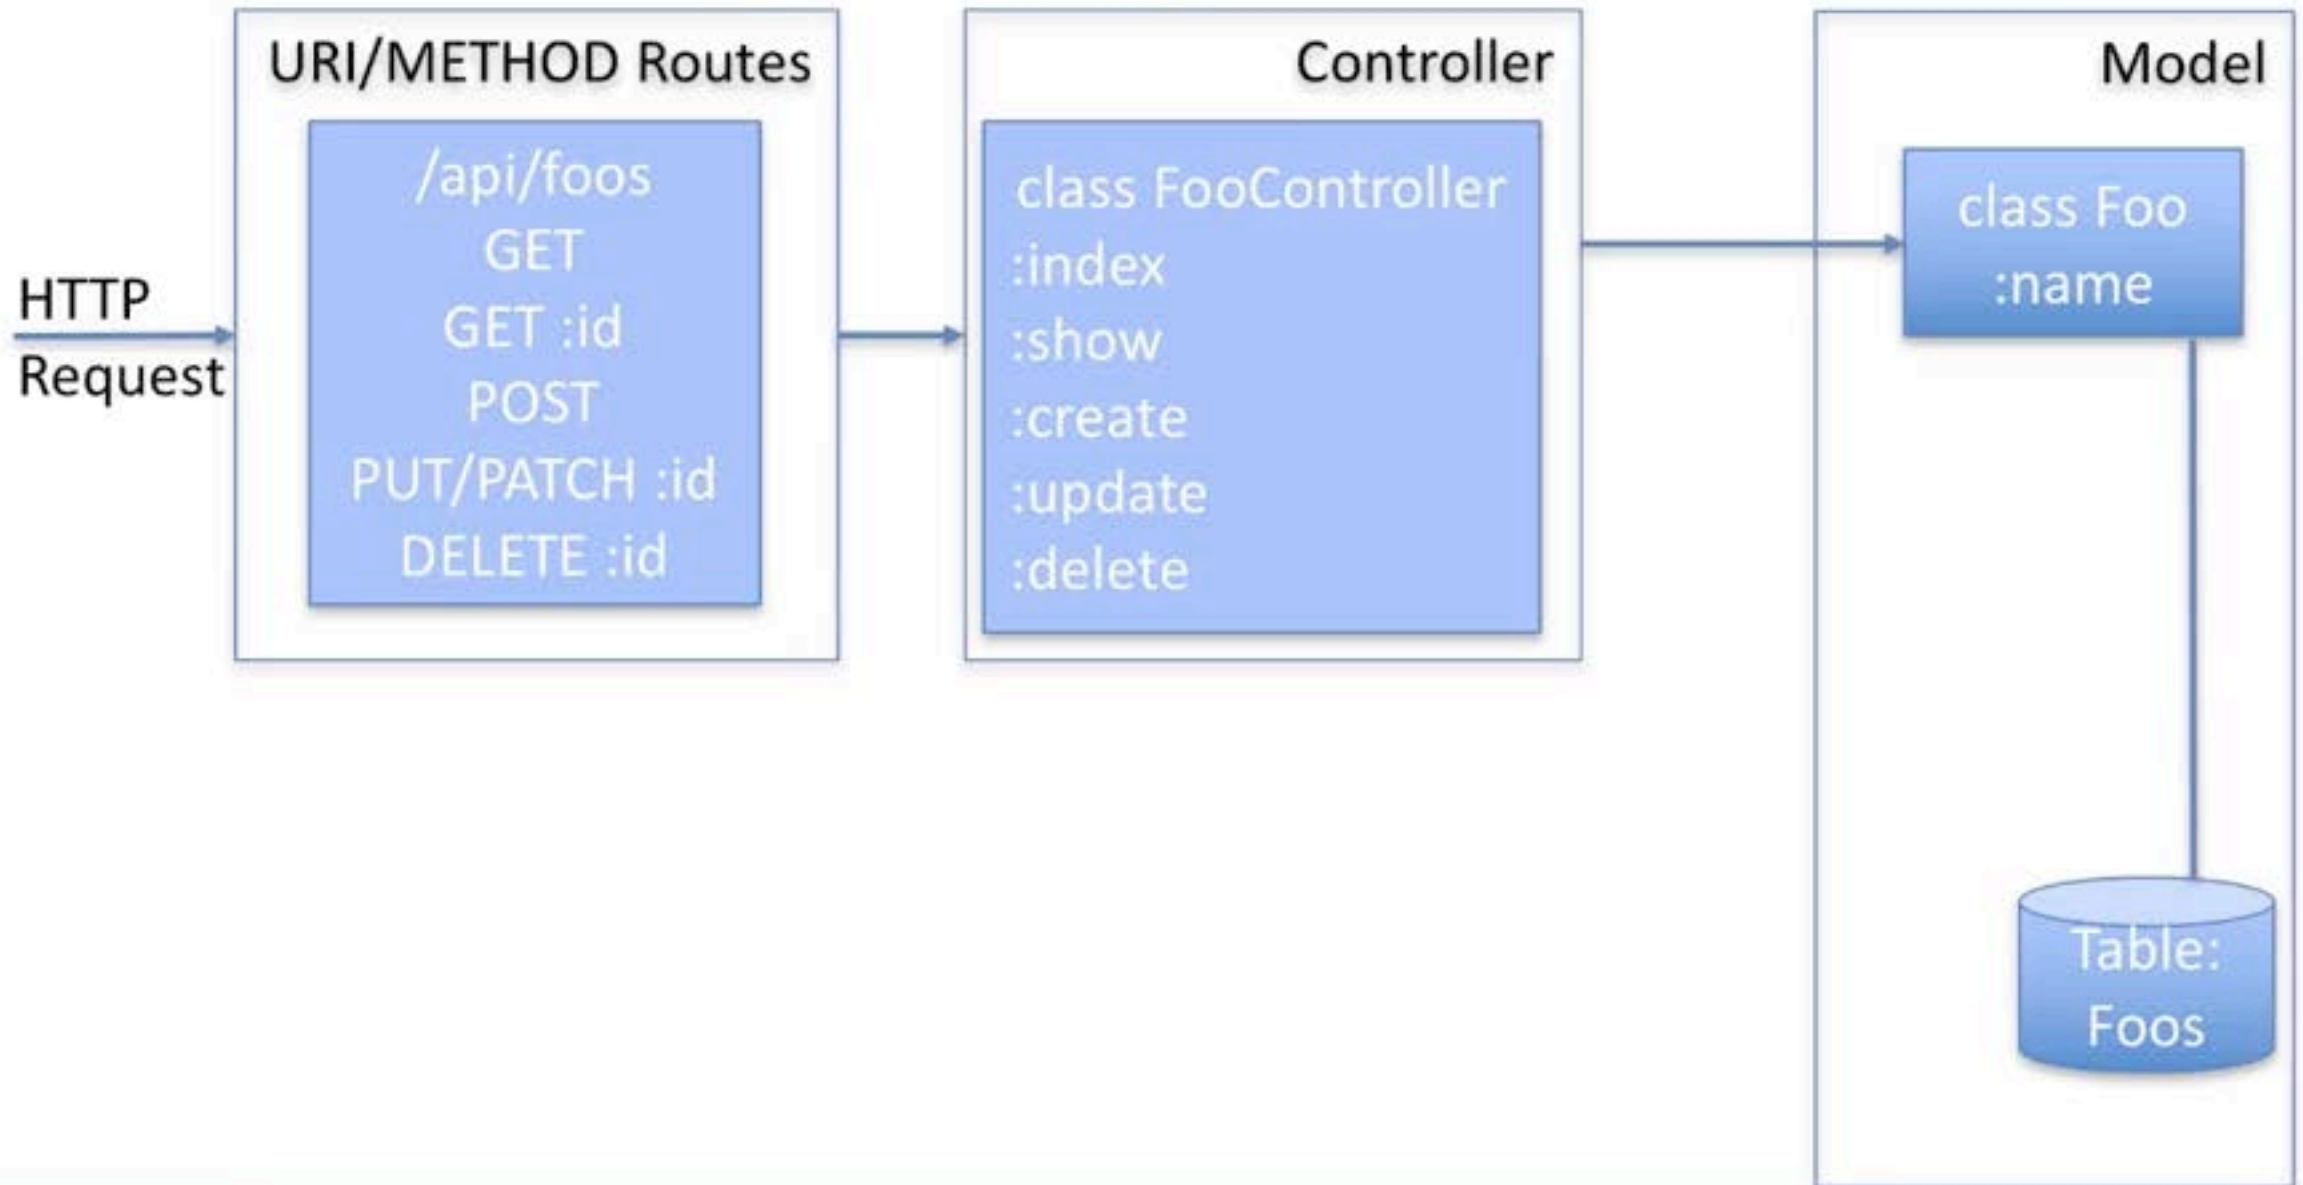 HTTP
Request
URI/METHOD Routes
/api/foos
GET
GET :id
POST
PUT/PATCH :id
DELETE :id
Controller
class FooController
:index
:show
:create
:update
:delete
Model
class Foo
:name
Table:
Foos